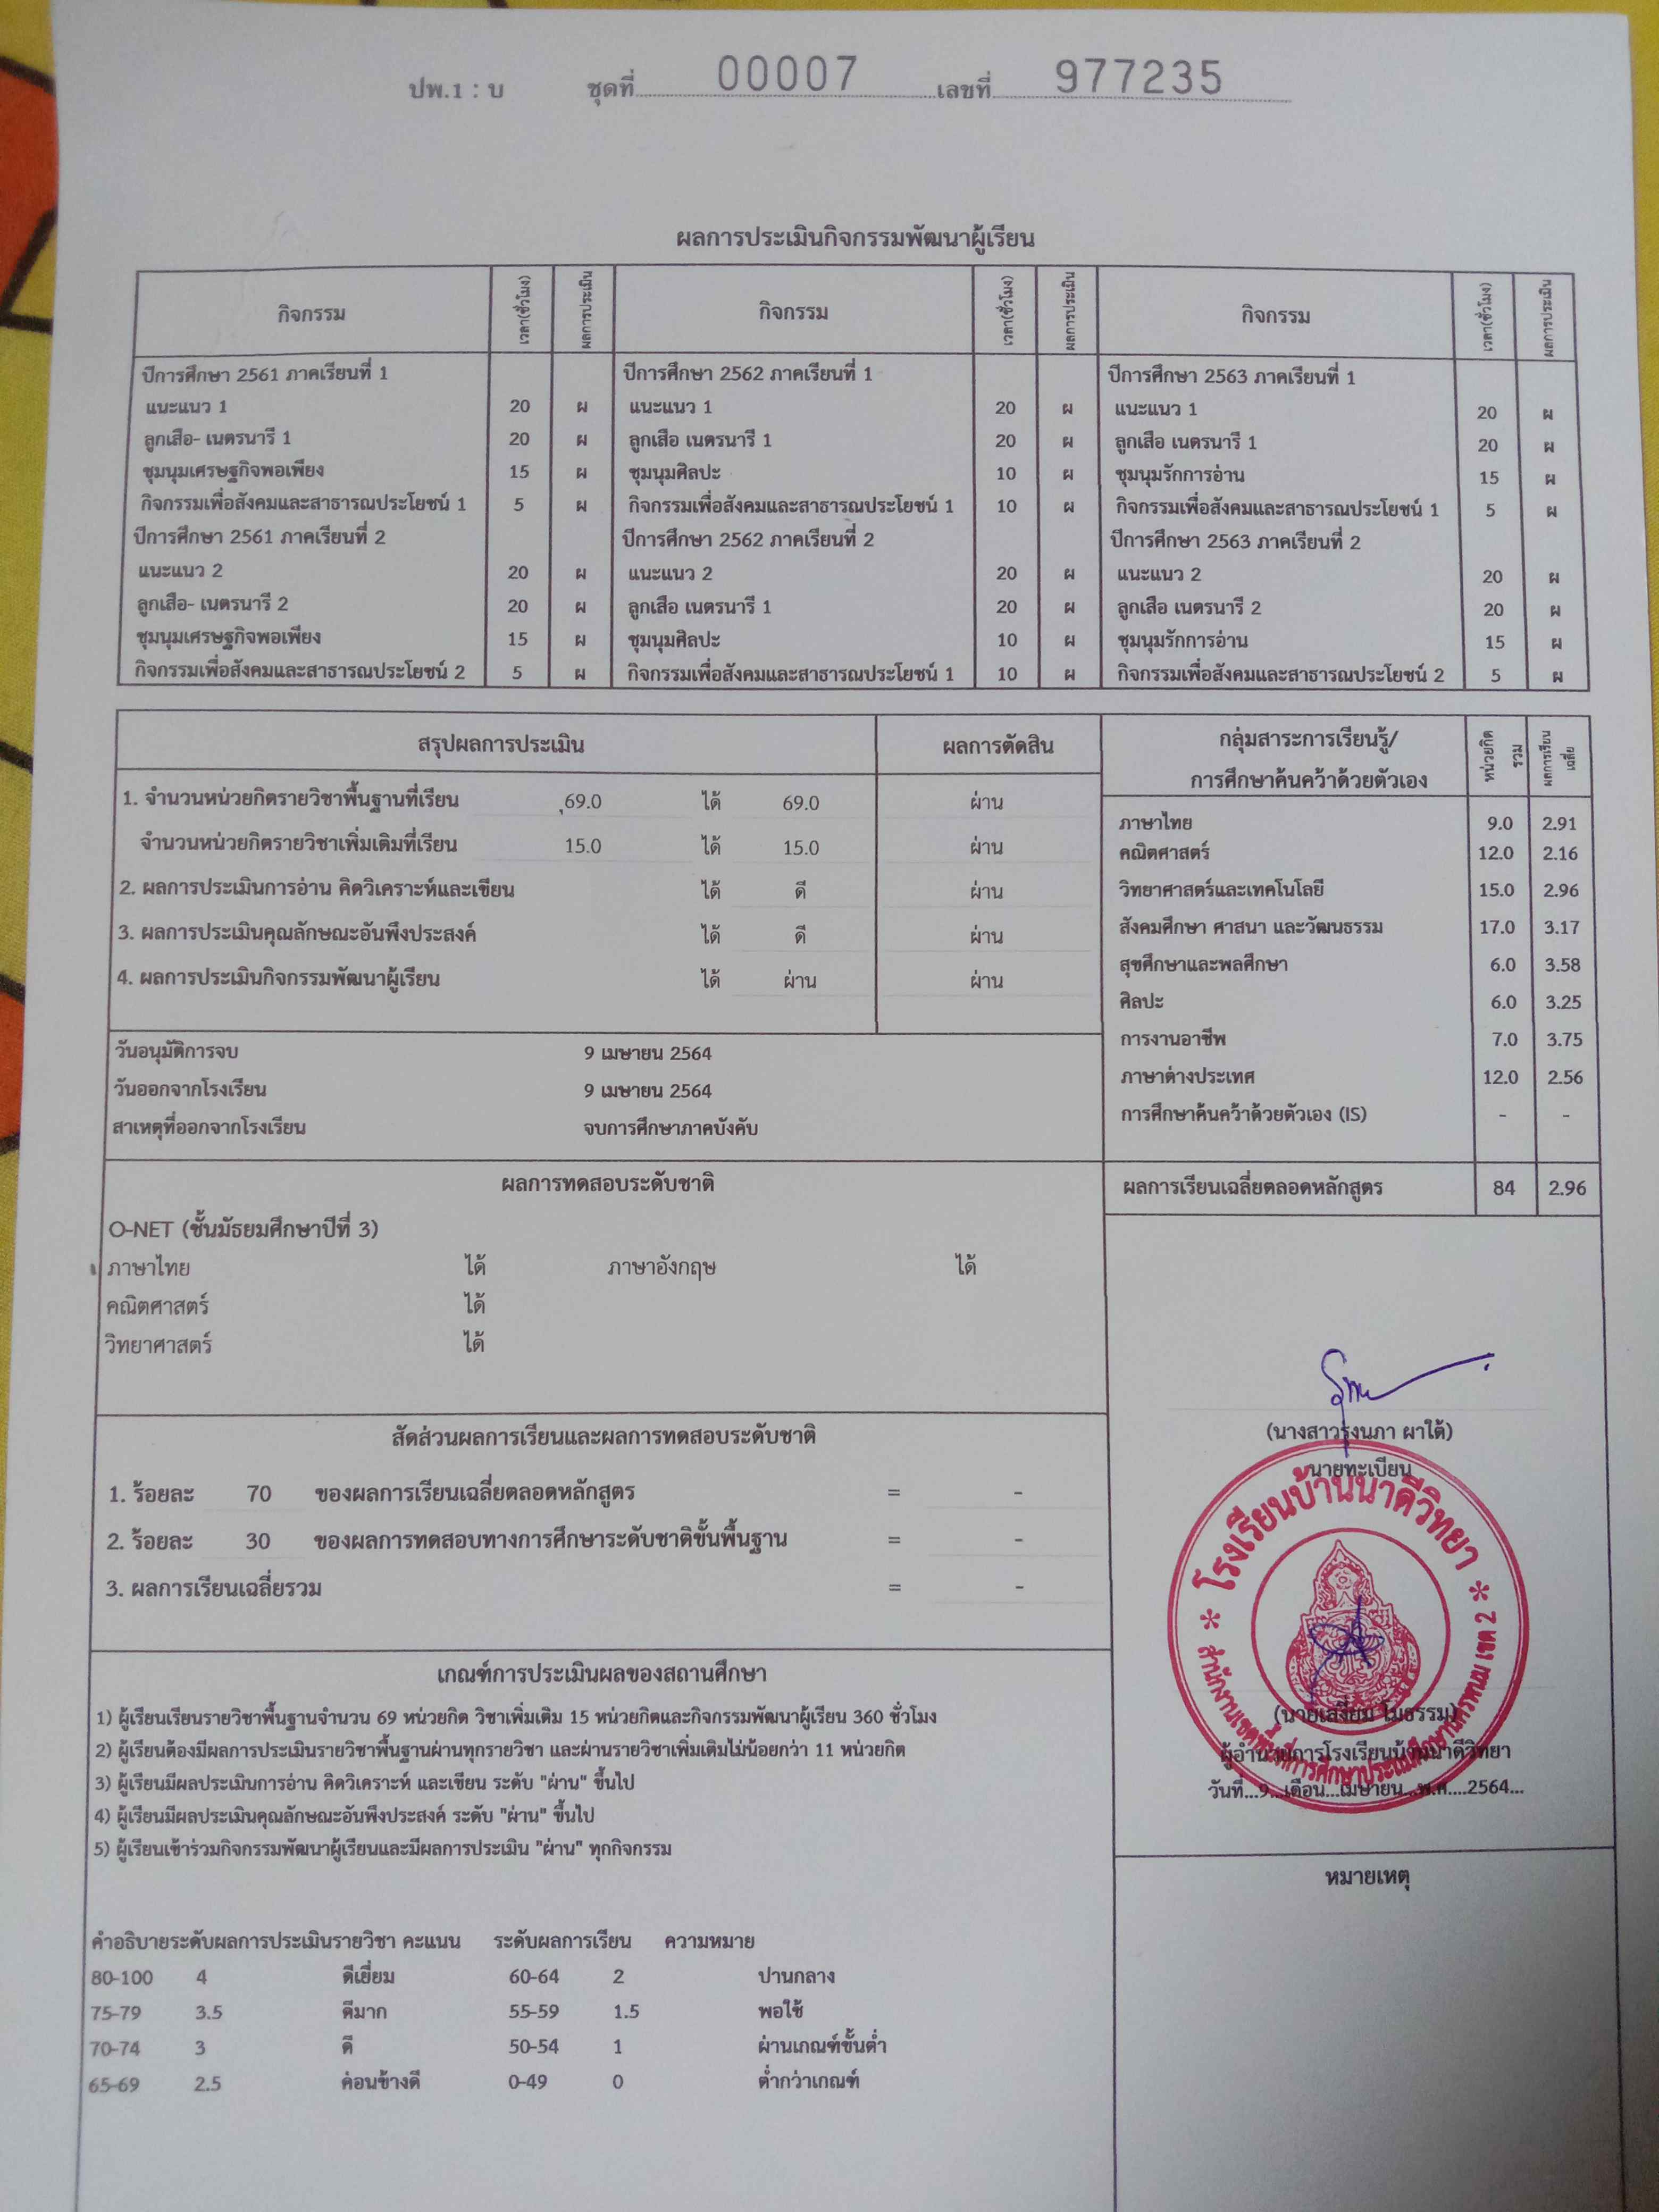 ปพ.1 : บ ชุดที่ 00007 เลขที่ 977235
ผลการประเมินกิจกรรมพัฒนาผู้เรียน
กิจกรรม เวลา(ชั่วโมง) ผลการประเมิน กิจกรรม เวลา(ชั่วโมง) ผลการประเมิน กิจกรรม เวลา(ชั่วโมง) ผลการประเมิน
ปีการศึกษา 2561 ภาคเรียนที่ 1 ปีการศึกษา 2562 ภาคเรียนที่ 1 ปีการศึกษา 2563 ภาคเรียนที่ 1
แนะแนว 1 20 ผ แนะแนว 1 20 ผ แนะแนว 1 20 ผ
ลูกเสือ- เนตรนารี 1 20 ผ ลูกเสือ เนตรนารี 1 20 ผ ลูกเสือ เนตรนารี 1 20 ผ
ชุมนุมเศรษฐกิจพอเพียง 15 ผ ชุมนุมศิลปะ 10 ผ ชุมนุมรักการอ่าน 15 ผ
กิจกรรมเพื่อสังคมและสาธารณประโยชน์ 1 5 ผ กิจกรรมเพื่อสังคมและสาธารณประโยชน์ 1 10 ผ กิจกรรมเพื่อสังคมและสาธารณประโยชน์ 1 5 ผ
ปีการศึกษา 2561 ภาคเรียนที่ 2 ปีการศึกษา 2562 ภาคเรียนที่ 2 ปีการศึกษา 2563 ภาคเรียนที่ 2
แนะแนว 2 20 ผ แนะแนว 2 20 ผ แนะแนว 2 20 ผ
ลูกเสือ- เนตรนารี 2 20 ผ ลูกเสือ เนตรนารี 1 20 ผ ลูกเสือ เนตรนารี 2 20 ผ
ชุมนุมเศรษฐกิจพอเพียง 15 ผ ชุมนุมศิลปะ 10 ผ ชุมนุมรักการอ่าน 15 ผ
กิจกรรมเพื่อสังคมและสาธารณประโยชน์ 2 5 ผ กิจกรรมเพื่อสังคมและสาธารณประโยชน์ 1 10 ผ กิจกรรมเพื่อสังคมและสาธารณประโยชน์ 2 5 ผ
สรุปผลการประเมิน ผลการตัดสิน
1. จำนวนหน่วยกิตรายวิชาพื้นฐานที่เรียน 69.0 ได้ 69.0 ผ่าน
จำนวนหน่วยกิตรายวิชาเพิ่มเติมที่เรียน 15.0 ได้ 15.0 ผ่าน
2. ผลการประเมินการอ่าน คิดวิเคราะห์และเขียน ได้ ดี ผ่าน
3. ผลการประเมินคุณลักษณะอันพึงประสงค์ ได้ ดี ผ่าน
4. ผลการประเมินกิจกรรมพัฒนาผู้เรียน ได้ ผ่าน ผ่าน
วันอนุมัติการจบ 9 เมษายน 2564
วันออกจากโรงเรียน 9 เมษายน 2564
สาเหตุที่ออกจากโรงเรียน จบการศึกษาภาคบังคับ
กลุ่มสาระการเรียนรู้/
การศึกษาค้นคว้าด้วยตัวเอง หน่วยกิตรวม ผลการเรียนเฉลี่ย
ภาษาไทย 9.0 2.91
คณิตศาสตร์ 12.0 2.16
วิทยาศาสตร์และเทคโนโลยี 15.0 2.96
สังคมศึกษา ศาสนา และวัฒนธรรม 17.0 3.17
สุขศึกษาและพลศึกษา 6.0 3.58
ศิลปะ 6.0 3.25
การงานอาชีพ 7.0 3.75
ภาษาต่างประเทศ 12.0 2.56
การศึกษาค้นคว้าด้วยตัวเอง (IS) - -
ผลการเรียนเฉลี่ยตลอดหลักสูตร 84 2.96
ผลการทดสอบระดับชาติ
O-NET (ชั้นมัธยมศึกษาปีที่ 3)
ภาษาไทย ได้ ภาษาอังกฤษ ได้
คณิตศาสตร์ ได้
วิทยาศาสตร์ ได้
สัดส่วนผลการเรียนและผลการทดสอบระดับชาติ
1. ร้อยละ 70 ของผลการเรียนเฉลี่ยตลอดหลักสูตร = -
2. ร้อยละ 30 ของผลการทดสอบทางการศึกษาระดับชาติขั้นพื้นฐาน = -
3. ผลการเรียนเฉลี่ยรวม = -
เกณฑ์การประเมินผลของสถานศึกษา
1) ผู้เรียนเรียนรายวิชาพื้นฐานจำนวน 69 หน่วยกิต วิชาเพิ่มเติม 15 หน่วยกิตและกิจกรรมพัฒนาผู้เรียน 360 ชั่วโมง
2) ผู้เรียนต้องมีผลการประเมินรายวิชาพื้นฐานผ่านทุกรายวิชา และผ่านรายวิชาเพิ่มเติมไม่น้อยกว่า 11 หน่วยกิต
3) ผู้เรียนมีผลประเมินการอ่าน คิดวิเคราะห์ และเขียน ระดับ "ผ่าน" ขึ้นไป
4) ผู้เรียนมีผลประเมินคุณลักษณะอันพึงประสงค์ ระดับ "ผ่าน" ขึ้นไป
5) ผู้เรียนเข้าร่วมกิจกรรมพัฒนาผู้เรียนและมีผลการประเมิน "ผ่าน" ทุกกิจกรรม
คำอธิบายระดับผลการประเมินรายวิชา คะแนน ระดับผลการเรียน ความหมาย
80-100 4 ดีเยี่ยม 60-64 2 ปานกลาง
75-79 3.5 ดีมาก 55-59 1.5 พอใช้
70-74 3 ดี 50-54 1 ผ่านเกณฑ์ขั้นต่ำ
65-69 2.5 ค่อนข้างดี 0-49 0 ต่ำกว่าเกณฑ์
(นางสาวรุ่งนภา ผาใต้)
นายทะเบียน
* โรงเรียนบ้านนาดีวิทยา *
สำนักงานเขตพื้นที่การศึกษาประถมศึกษานครพนม เขต 2
(นายเสงี่ยม โมธรรม)
ผู้อำนวยการโรงเรียนบ้านนาดีวิทยา
วันที่...9...เดือน...เมษายน...พ.ศ....2564...
หมายเหตุ